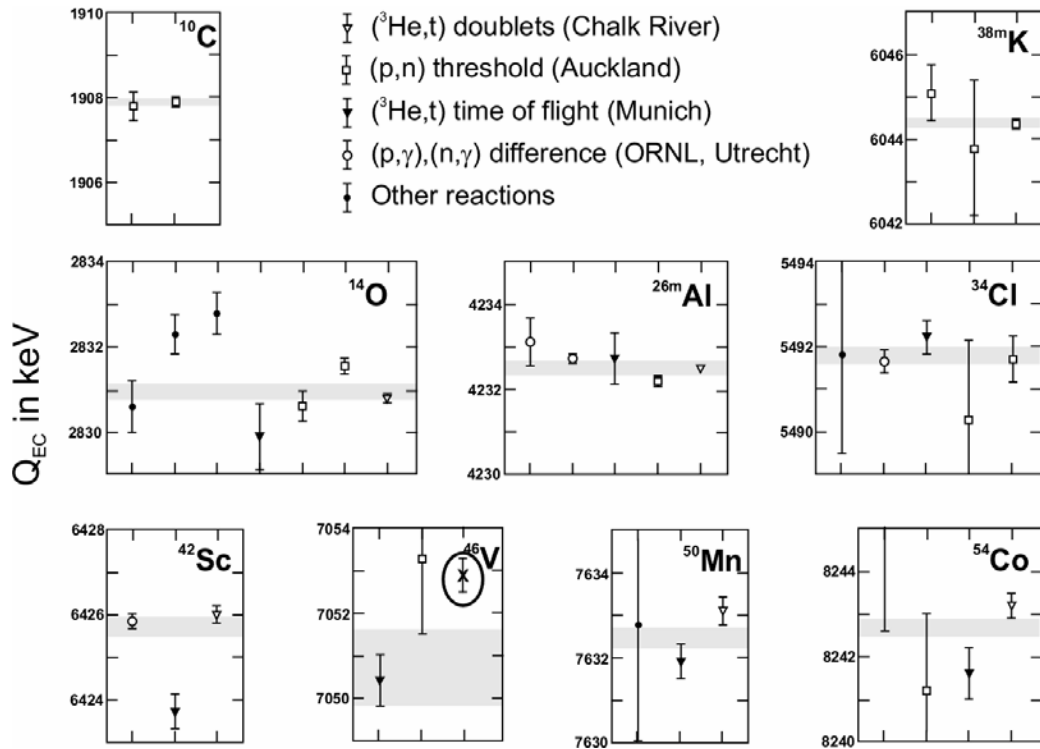 1910
1908
1906
¹⁰C
(³He,t) doublets (Chalk River)
(p,n) threshold (Auckland)
(³He,t) time of flight (Munich)
(p,γ),(n,γ) difference (ORNL, Utrecht)
Other reactions
6046
6044
6042
³⁸ᵐK
Q_EC in keV
2834
2832
2830
¹⁴O
4234
4232
4230
²⁶ᵐAl
5494
5492
5490
³⁴Cl
6428
6426
6424
⁴²Sc
7054
7052
7050
⁴⁶V
x
7634
7632
7630
⁵⁰Mn
8244
8242
8240
⁵⁴Co